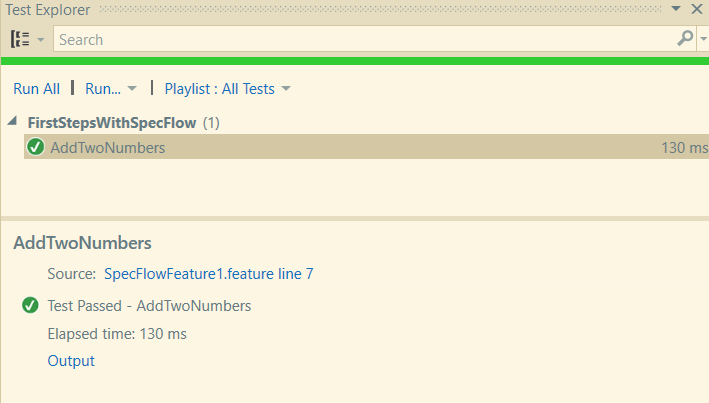 Test Explorer
Search
Run All | Run... | Playlist : All Tests
FirstStepsWithSpecFlow (1)
AddTwoNumbers 130 ms
AddTwoNumbers
Source: SpecFlowFeature1.feature line 7
Test Passed - AddTwoNumbers
Elapsed time: 130 ms
Output